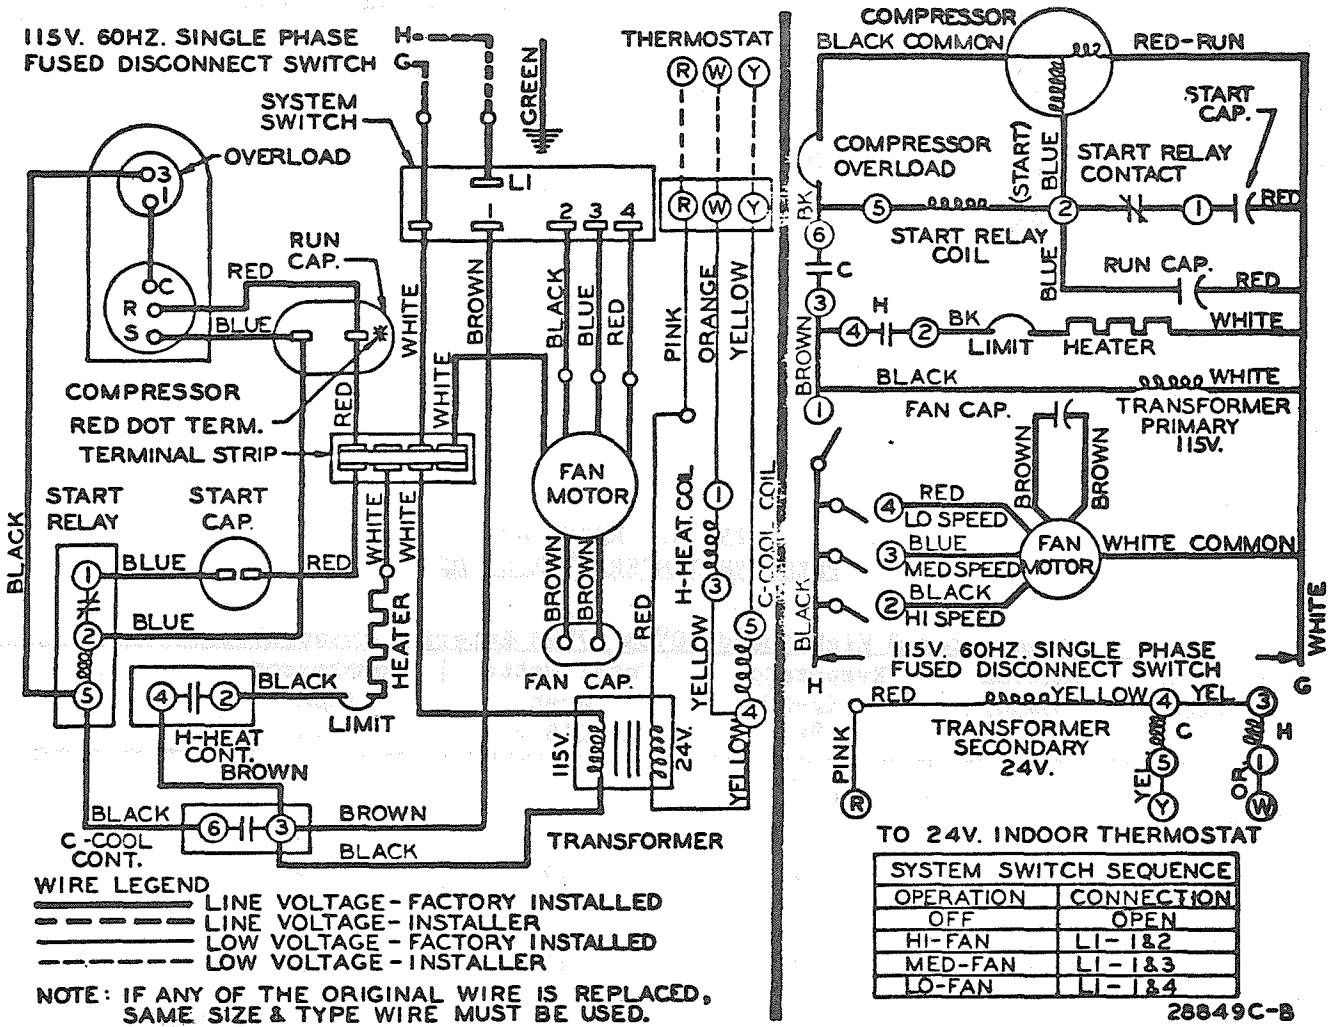 115V. 60HZ. SINGLE PHASE H
FUSED DISCONNECT SWITCH G
GREEN
THERMOSTAT
R W Y
SYSTEM
SWITCH
OVERLOAD
3
1
L1
1 2 3 4
R W Y
RUN
CAP.
C
R
S
RED
BLUE
WHITE
BROWN
BLACK
BLUE
RED
PINK
ORANGE
YELLOW
COMPRESSOR
RED DOT TERM.
RED
WHITE
TERMINAL STRIP
START
RELAY
START
CAP.
FAN
MOTOR
BLACK
1
BLUE
RED
WHITE
WHITE
2
BLUE
5
HEATER
BROWN
BROWN
RED
H-HEAT COIL
1
3
C-COOL COIL
5
YELLOW
4
YELLOW
FAN CAP.
4 2
BLACK
LIMIT
H-HEAT
CONT.
BROWN
115V.
24V.
BLACK
6 3
BROWN
BLACK
C-COOL
CONT.
TRANSFORMER
WIRE LEGEND
LINE VOLTAGE - FACTORY INSTALLED
LINE VOLTAGE - INSTALLER
LOW VOLTAGE - FACTORY INSTALLED
LOW VOLTAGE - INSTALLER
NOTE: IF ANY OF THE ORIGINAL WIRE IS REPLACED,
SAME SIZE & TYPE WIRE MUST BE USED.
COMPRESSOR
BLACK COMMON
RED-RUN
START
CAP.
COMPRESSOR
OVERLOAD
(START)
BLUE
START RELAY
CONTACT
BK
5
2
1
RED
START RELAY
COIL
6
C
BLUE
RUN CAP.
RED
3
H
4
2
BK
LIMIT
HEATER
WHITE
BROWN
BLACK
WHITE
1
FAN CAP.
TRANSFORMER
PRIMARY
115V.
BROWN
BROWN
4
RED
LO SPEED
3
BLUE
MED SPEED
FAN
MOTOR
WHITE COMMON
2
BLACK
HI SPEED
BLACK
WHITE
115V. 60HZ. SINGLE PHASE
FUSED DISCONNECT SWITCH
H
G
RED
YELLOW
4
YEL.
3
TRANSFORMER
SECONDARY
24V.
C
H
PINK
5
1
YEL.
OR.
R
Y
W
TO 24V. INDOOR THERMOSTAT
SYSTEM SWITCH SEQUENCE
OPERATION CONNECTION
OFF OPEN
HI-FAN L1-1&2
MED-FAN L1-1&3
LO-FAN L1-1&4
28849C-B